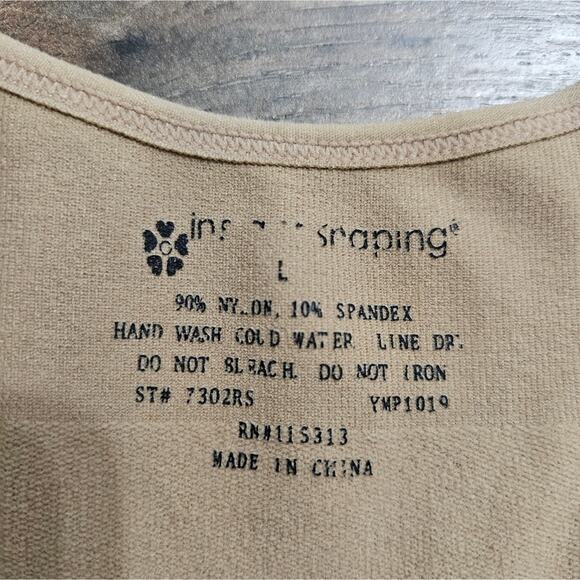 shaping®
L
90% NYLON, 10% SPANDEX
HAND WASH COLD WATER LINE DRY.
DO NOT BLEACH. DO NOT IRON
ST# 7302RS YMP1019
RN#115313
MADE IN CHINA